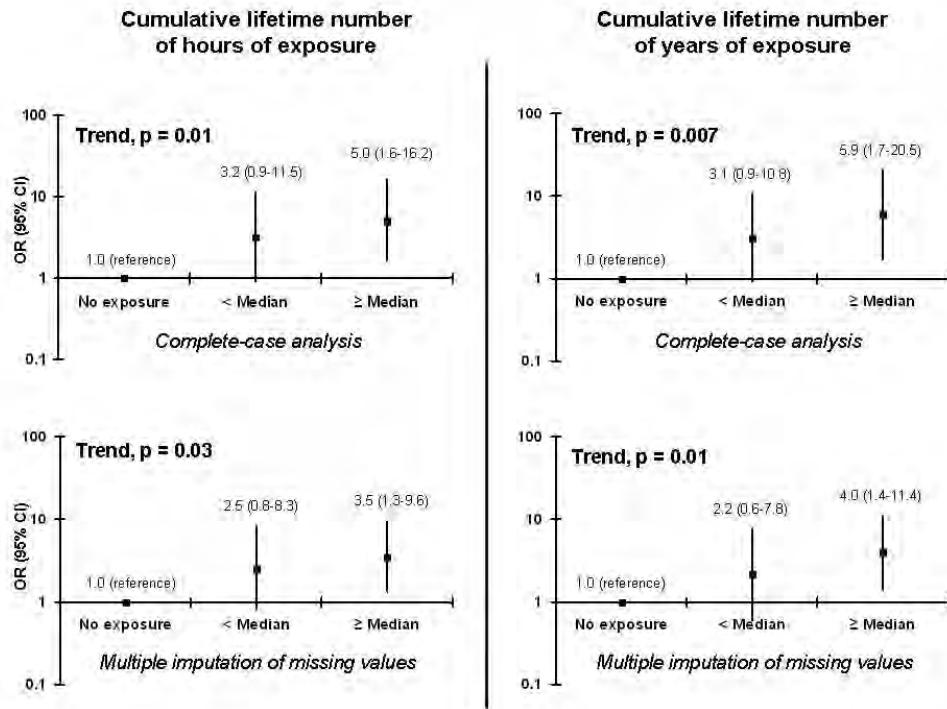 Cumulative lifetime number
of hours of exposure
Cumulative lifetime number
of years of exposure
100
10
1
0.1
OR (95% CI)
Trend, p = 0.01
1.0 (reference)
3.2 (0.9-11.5)
5.0 (1.6-16.2)
No exposure
< Median
≥ Median
Complete-case analysis
100
10
1
0.1
Trend, p = 0.007
1.0 (reference)
3.1 (0.9-10.8)
5.9 (1.7-20.5)
No exposure
< Median
≥ Median
Complete-case analysis
100
10
1
0.1
OR (95% CI)
Trend, p = 0.03
1.0 (reference)
2.5 (0.8-8.3)
3.5 (1.3-9.6)
No exposure
< Median
≥ Median
Multiple imputation of missing values
100
10
1
0.1
Trend, p = 0.01
1.0 (reference)
2.2 (0.6-7.8)
4.0 (1.4-11.4)
No exposure
< Median
≥ Median
Multiple imputation of missing values